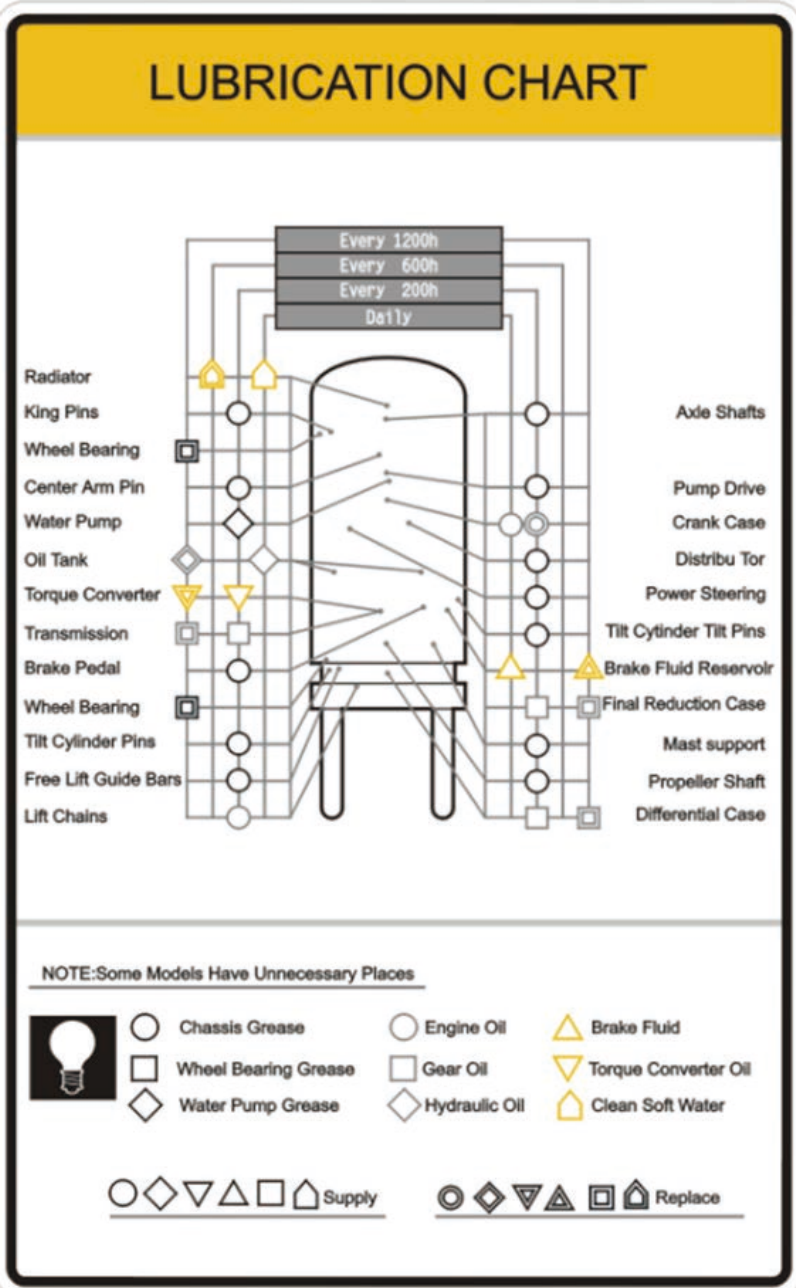 LUBRICATION CHART
Every 1200h
Every 600h
Every 200h
Daily
Radiator
King Pins
Wheel Bearing
Center Arm Pin
Water Pump
Oil Tank
Torque Converter
Transmission
Brake Pedal
Wheel Bearing
Tilt Cylinder Pins
Free Lift Guide Bars
Lift Chains
Axle Shafts
Pump Drive
Crank Case
Distribu Tor
Power Steering
Tilt Cytinder Tilt Pins
Brake Fluid Reservolr
Final Reduction Case
Mast support
Propeller Shaft
Differential Case
NOTE:Some Models Have Unnecessary Places
Chassis Grease
Wheel Bearing Grease
Water Pump Grease
Engine Oil
Gear Oil
Hydraulic Oil
Brake Fluid
Torque Converter Oil
Clean Soft Water
Supply
Replace